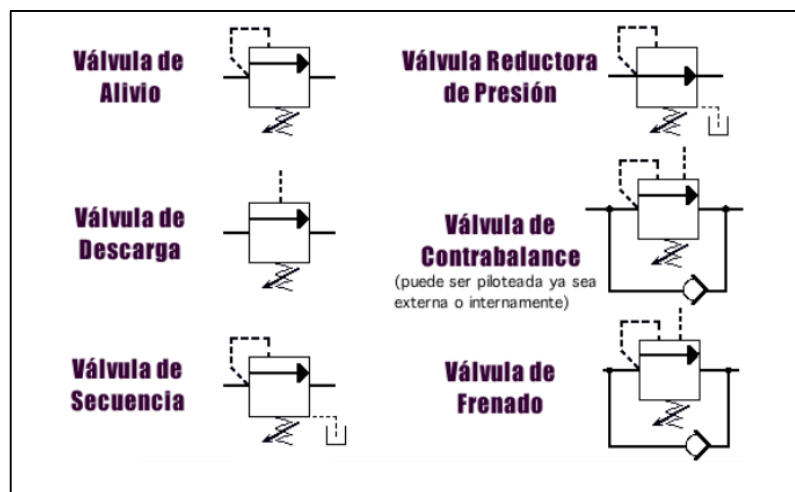 Válvula de
Alivio
Válvula Reductora
de Presión
Válvula de
Descarga
Válvula de
Contrabalance
(puede ser piloteada ya sea
externa o internamente)
Válvula de
Secuencia
Válvula de
Frenado